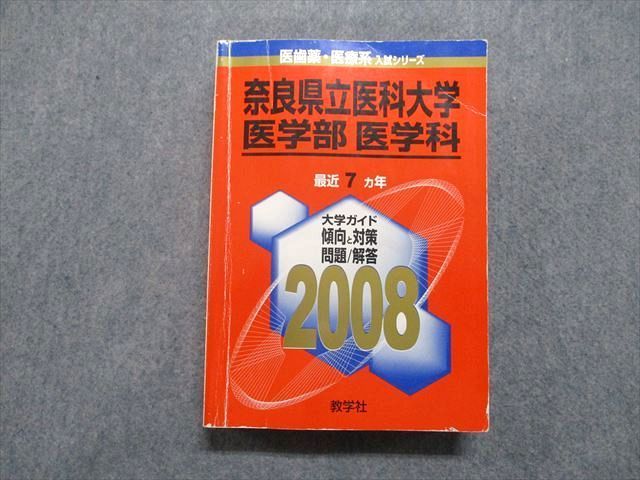 医歯薬・医療系 入試シリーズ
奈良県立医科大学
医学部 医学科
最近 7 ヵ年
大学ガイド
傾向と対策
問題/解答
2008
教学社